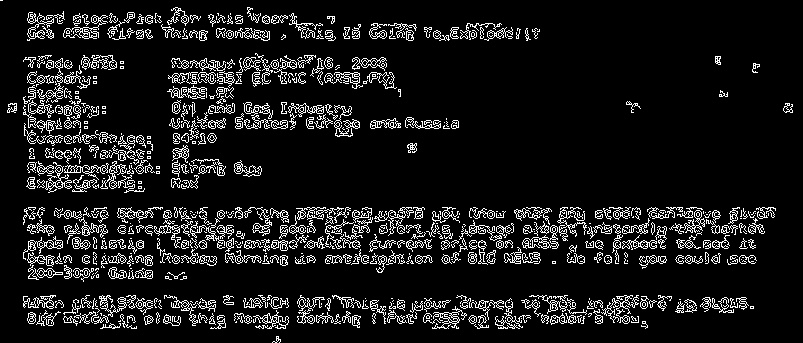 Best Stock Pick for this Year!
Get ARSS First Thing Monday , This Is Going To Explode!!!
Trade Date: Monday, October 16, 2006
Company: AMEROSSI EC INC (ARSS.PK)
Stock: ARSS.PK
Category: Oil and Gas Industry
Region: United States, Europe and Russia
Current Price: $4.10
1 Week Target: $8
Recommendation: Strong Buy
Expectations: Max
If you've been alive over the past few years you know that any stock can move given
the right circumstances. As soon as an alert is issued almost instantly the market
goes Balistic ! Take advantage of the current price on ARSS , we expect to see it
begin climbing Monday Morning in anticipation of BIG NEWS . We fell you could see
200-300% Gains ...
When this Stock moves - WATCH OUT! This is your chance to get in before it BLOWS.
Big watch in play this Monday morning ! Put ARSS on your radar's now.